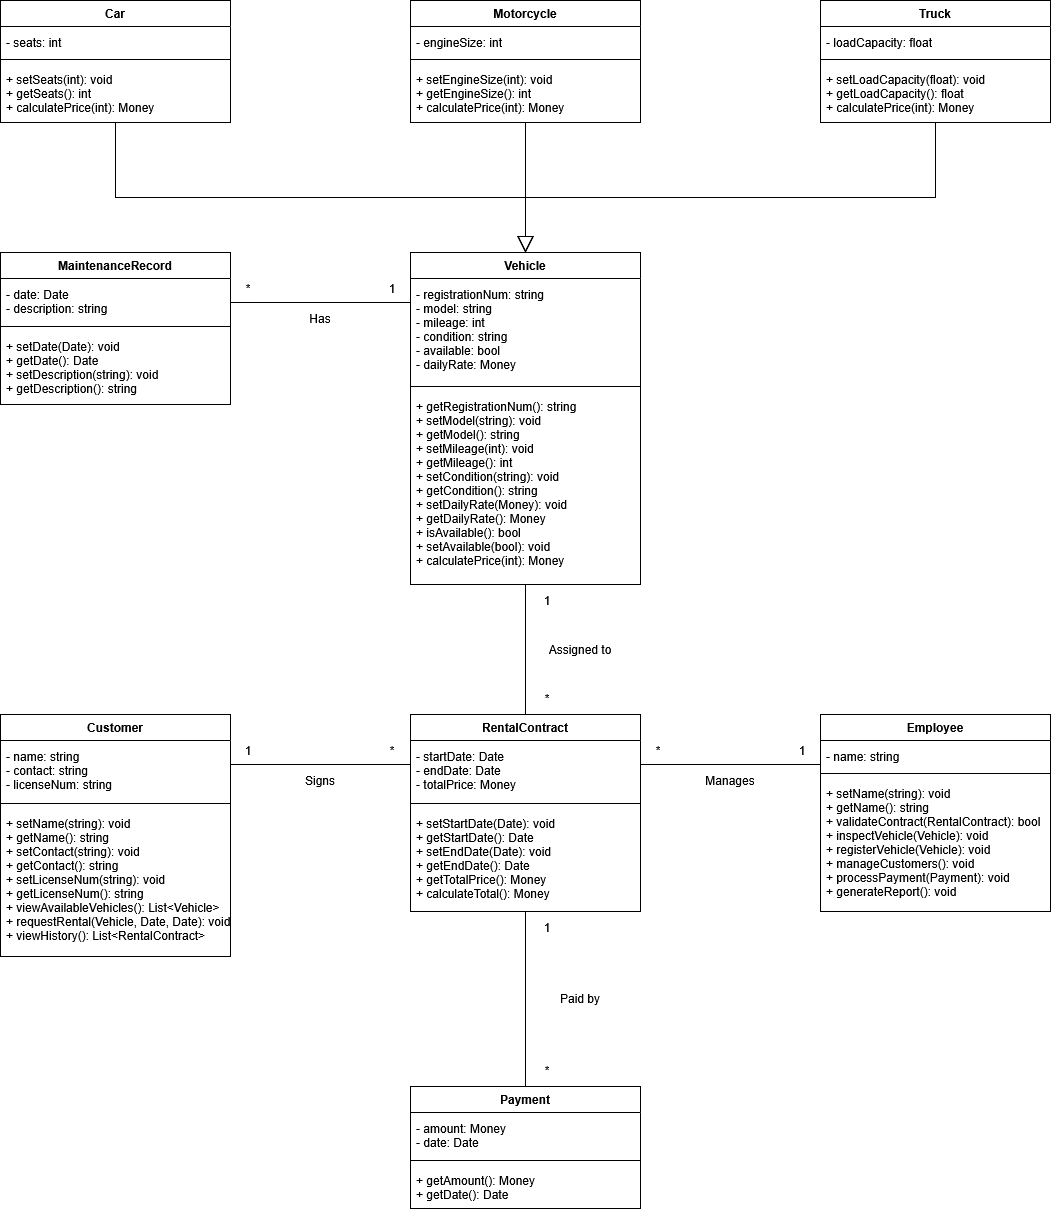 Car
- seats: int
+ setSeats(int): void
+ getSeats(): int
+ calculatePrice(int): Money
Motorcycle
- engineSize: int
+ setEngineSize(int): void
+ getEngineSize(): int
+ calculatePrice(int): Money
Truck
- loadCapacity: float
+ setLoadCapacity(float): void
+ getLoadCapacity(): float
+ calculatePrice(int): Money
MaintenanceRecord
- date: Date
- description: string
+ setDate(Date): void
+ getDate(): Date
+ setDescription(string): void
+ getDescription(): string
*
1
Has
Vehicle
- registrationNum: string
- model: string
- mileage: int
- condition: string
- available: bool
- dailyRate: Money
+ getRegistrationNum(): string
+ setModel(string): void
+ getModel(): string
+ setMileage(int): void
+ getMileage(): int
+ setCondition(string): void
+ getCondition(): string
+ setDailyRate(Money): void
+ getDailyRate(): Money
+ isAvailable(): bool
+ setAvailable(bool): void
+ calculatePrice(int): Money
1
Assigned to
*
Customer
- name: string
- contact: string
- licenseNum: string
+ setName(string): void
+ getName(): string
+ setContact(string): void
+ getContact(): string
+ setLicenseNum(string): void
+ getLicenseNum(): string
+ viewAvailableVehicles(): List<Vehicle>
+ requestRental(Vehicle, Date, Date): void
+ viewHistory(): List<RentalContract>
1
*
Signs
RentalContract
- startDate: Date
- endDate: Date
- totalPrice: Money
+ setStartDate(Date): void
+ getStartDate(): Date
+ setEndDate(Date): void
+ getEndDate(): Date
+ getTotalPrice(): Money
+ calculateTotal(): Money
*
1
Manages
Employee
- name: string
+ setName(string): void
+ getName(): string
+ validateContract(RentalContract): bool
+ inspectVehicle(Vehicle): void
+ registerVehicle(Vehicle): void
+ manageCustomers(): void
+ processPayment(Payment): void
+ generateReport(): void
1
Paid by
*
Payment
- amount: Money
- date: Date
+ getAmount(): Money
+ getDate(): Date